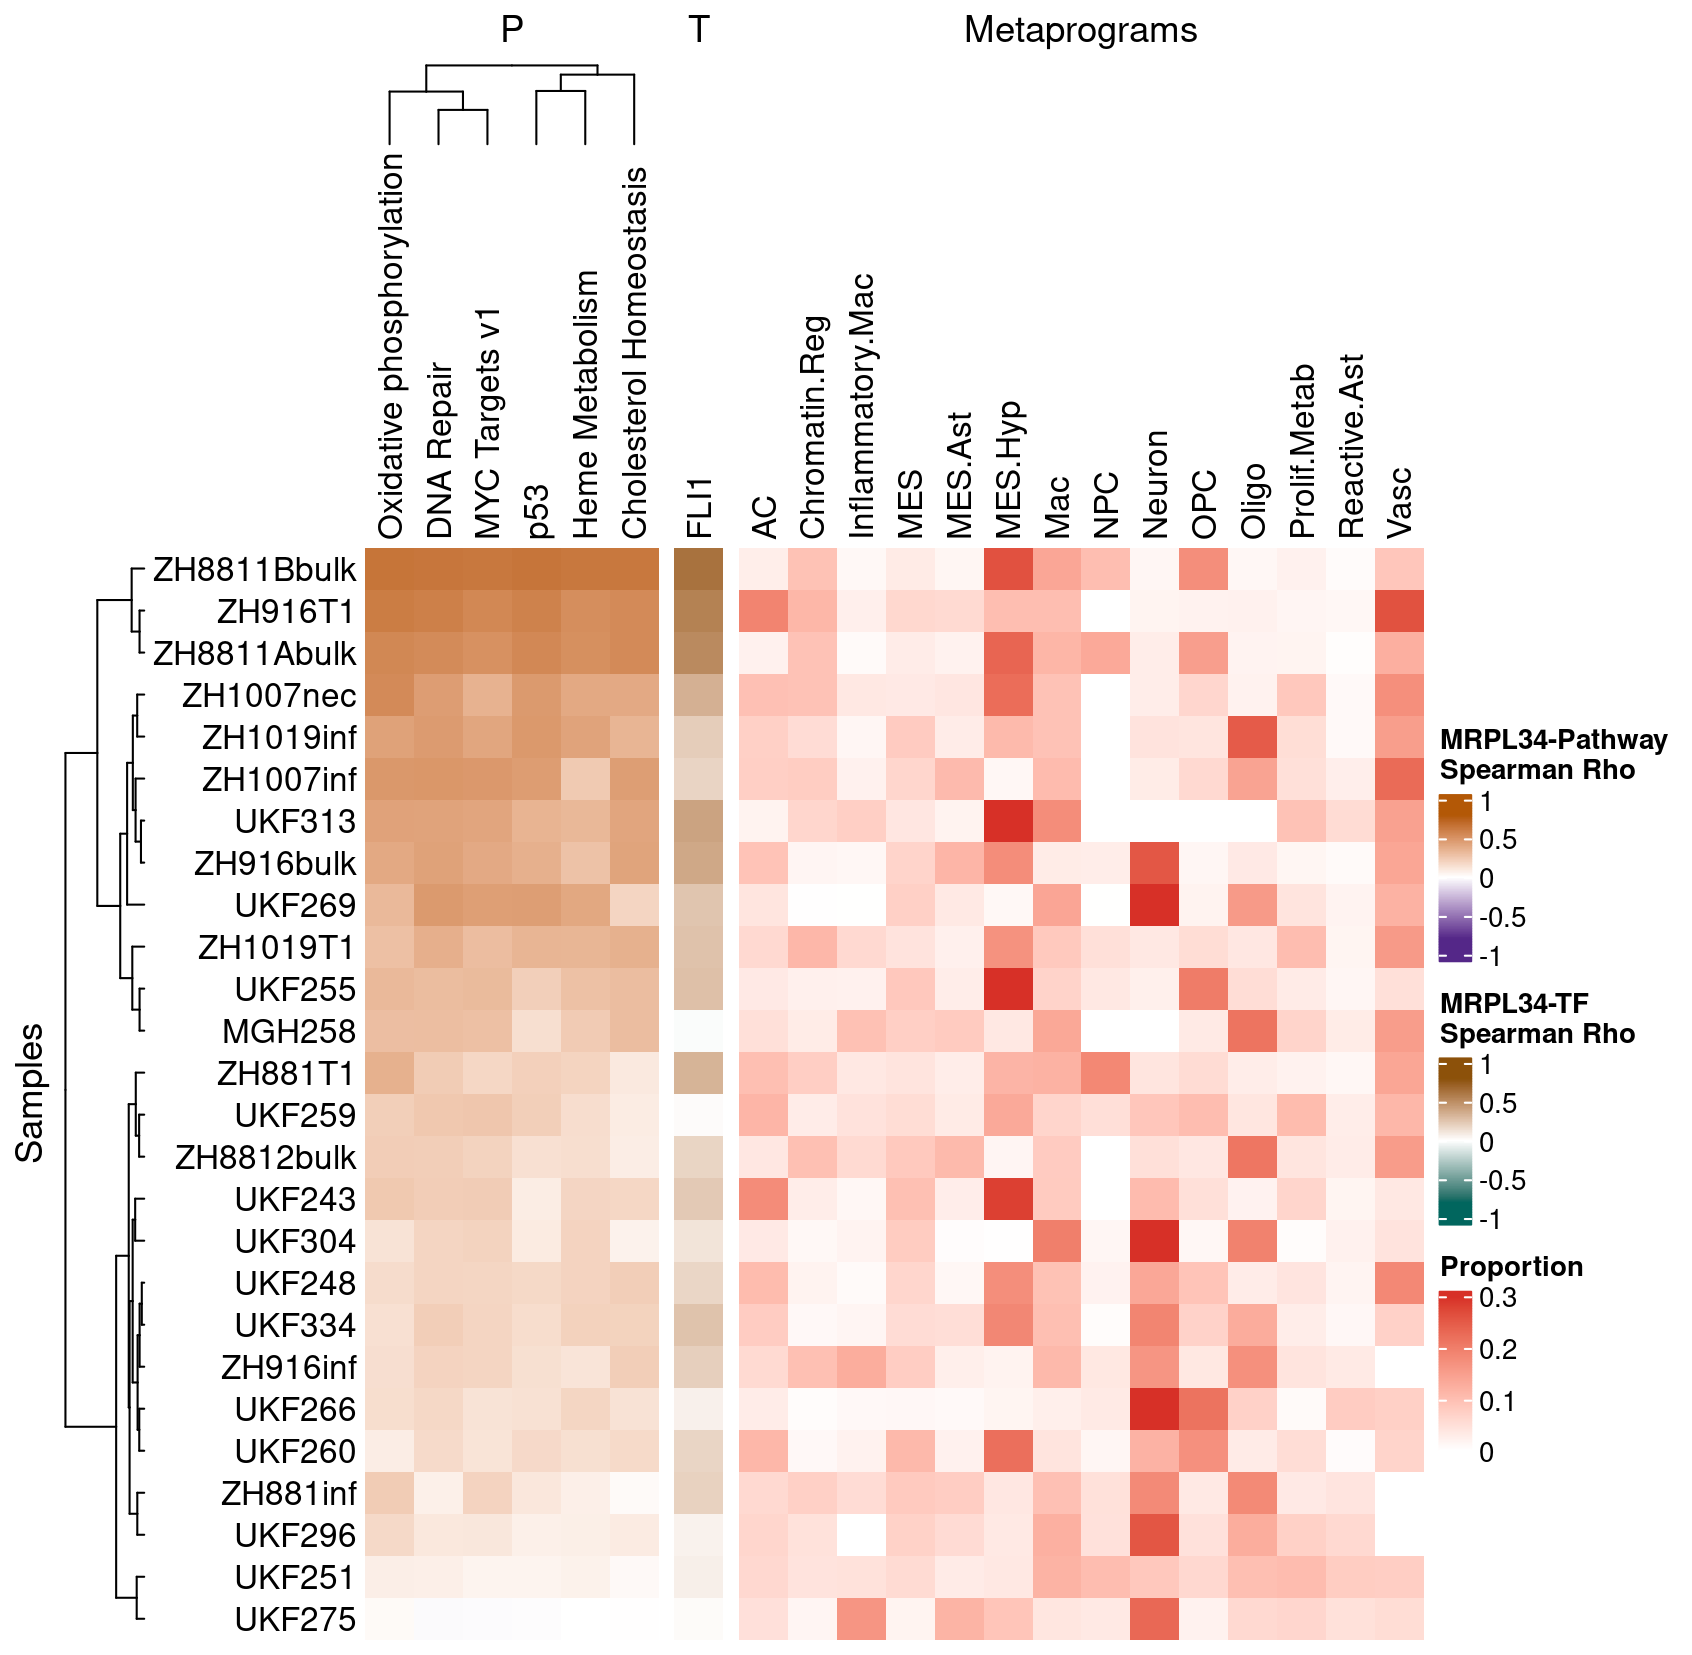 P T Metaprograms
Oxidative phosphorylation
DNA Repair
MYC Targets v1
p53
Heme Metabolism
Cholesterol Homeostasis
FLI1
AC
Chromatin.Reg
Inflammatory.Mac
MES
MES.Ast
MES.Hyp
Mac
NPC
Neuron
OPC
Oligo
Prolif.Metab
Reactive.Ast
Vasc
Samples
ZH8811Bbulk
ZH916T1
ZH8811Abulk
ZH1007nec
ZH1019inf
ZH1007inf
UKF313
ZH916bulk
UKF269
ZH1019T1
UKF255
MGH258
ZH881T1
UKF259
ZH8812bulk
UKF243
UKF304
UKF248
UKF334
ZH916inf
UKF266
UKF260
ZH881inf
UKF296
UKF251
UKF275
MRPL34-Pathway
Spearman Rho
1
0.5
0
-0.5
-1
MRPL34-TF
Spearman Rho
1
0.5
0
-0.5
-1
Proportion
0.3
0.2
0.1
0